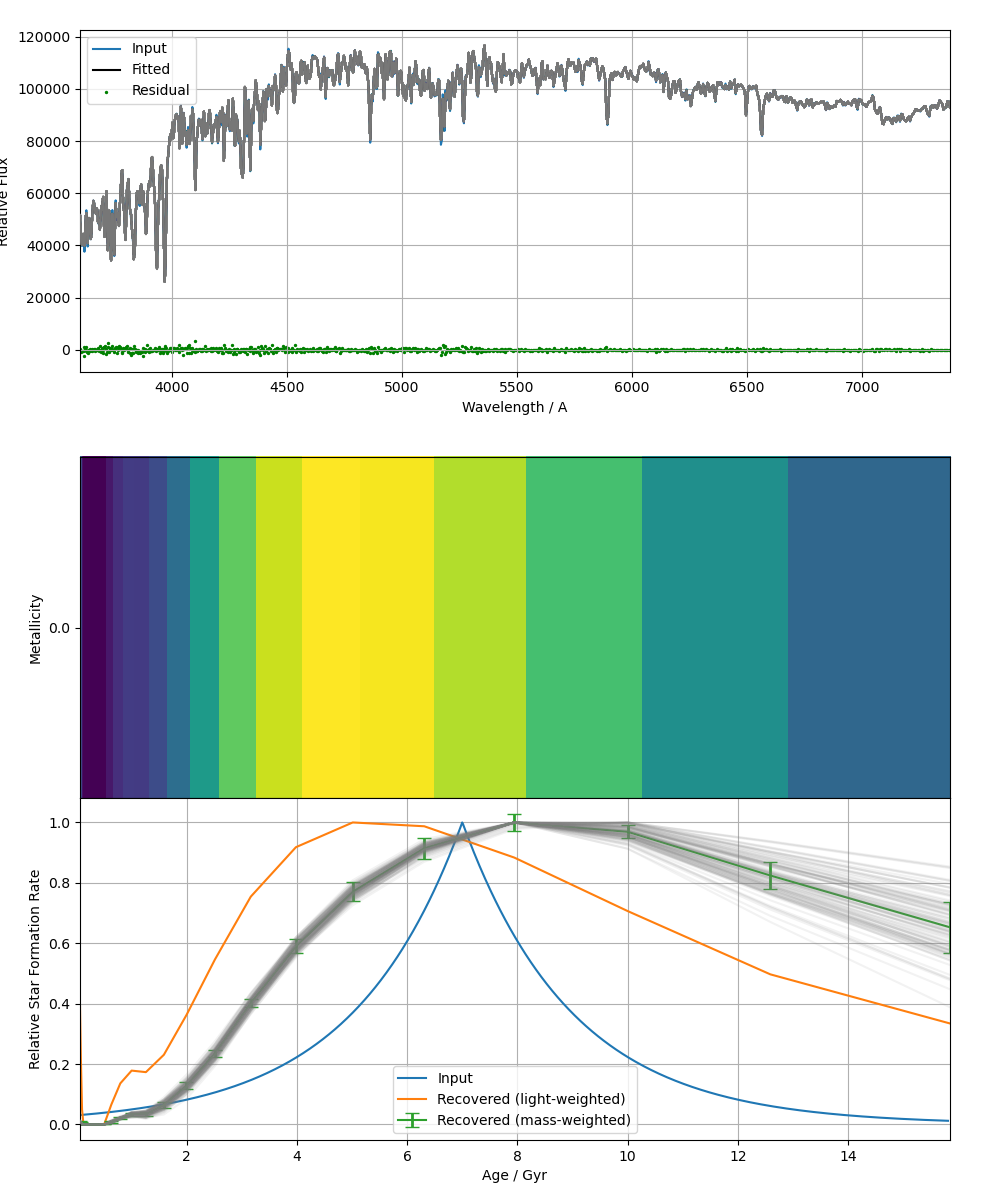 120000
100000
80000
60000
40000
20000
0
Relative Flux
Input
Fitted
Residual
4000 4500 5000 5500 6000 6500 7000
Wavelength / A
Metallicity
0.0
1.0
0.8
0.6
0.4
0.2
0.0
Relative Star Formation Rate
Input
Recovered (light-weighted)
Recovered (mass-weighted)
2 4 6 8 10 12 14
Age / Gyr